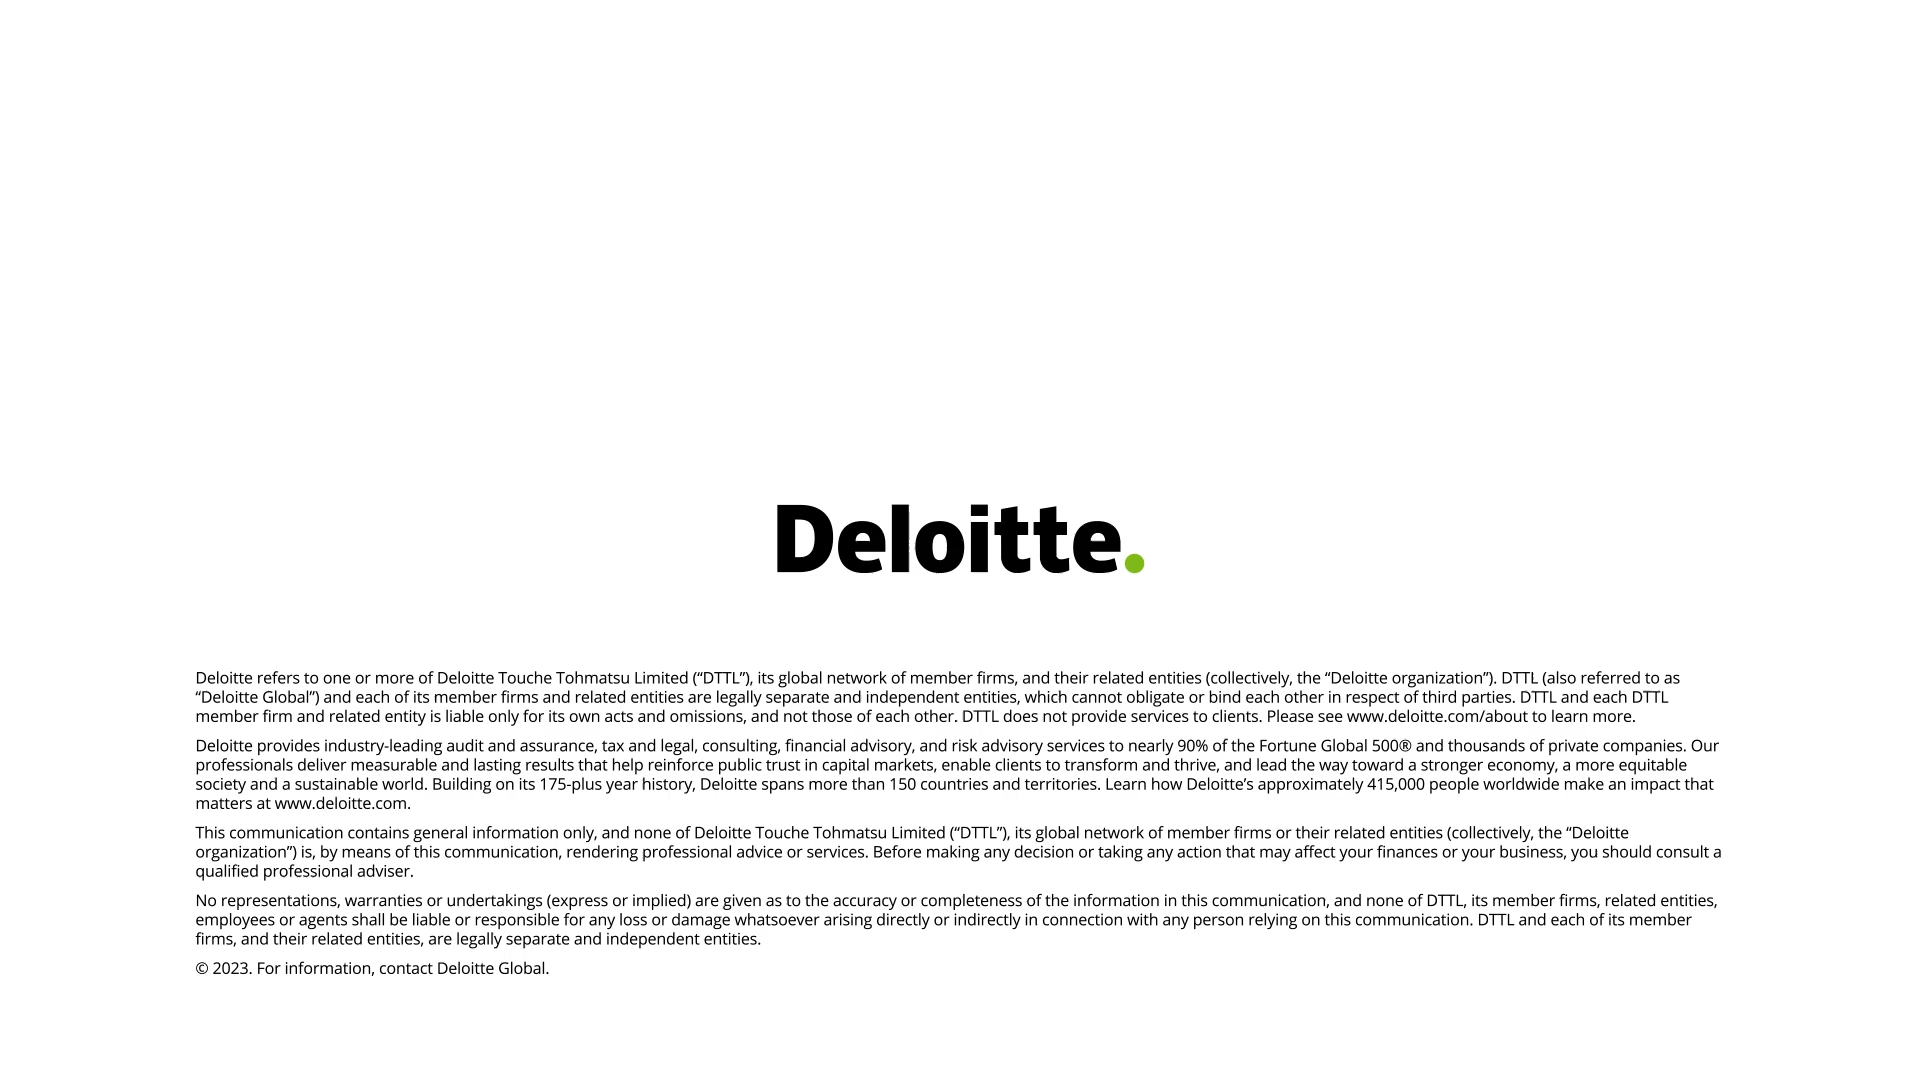 Deloitte.
Deloitte refers to one or more of Deloitte Touche Tohmatsu Limited (“DTTL”), its global network of member firms, and their related entities (collectively, the “Deloitte organization”). DTTL (also referred to as
“Deloitte Global”) and each of its member firms and related entities are legally separate and independent entities, which cannot obligate or bind each other in respect of third parties. DTTL and each DTTL
member firm and related entity is liable only for its own acts and omissions, and not those of each other. DTTL does not provide services to clients. Please see www.deloitte.com/about to learn more.
Deloitte provides industry-leading audit and assurance, tax and legal, consulting, financial advisory, and risk advisory services to nearly 90% of the Fortune Global 500® and thousands of private companies. Our
professionals deliver measurable and lasting results that help reinforce public trust in capital markets, enable clients to transform and thrive, and lead the way toward a stronger economy, a more equitable
society and a sustainable world. Building on its 175-plus year history, Deloitte spans more than 150 countries and territories. Learn how Deloitte’s approximately 415,000 people worldwide make an impact that
matters at www.deloitte.com.
This communication contains general information only, and none of Deloitte Touche Tohmatsu Limited (“DTTL”), its global network of member firms or their related entities (collectively, the “Deloitte
organization”) is, by means of this communication, rendering professional advice or services. Before making any decision or taking any action that may affect your finances or your business, you should consult a
qualified professional adviser.
No representations, warranties or undertakings (express or implied) are given as to the accuracy or completeness of the information in this communication, and none of DTTL, its member firms, related entities,
employees or agents shall be liable or responsible for any loss or damage whatsoever arising directly or indirectly in connection with any person relying on this communication. DTTL and each of its member
firms, and their related entities, are legally separate and independent entities.
© 2023. For information, contact Deloitte Global.